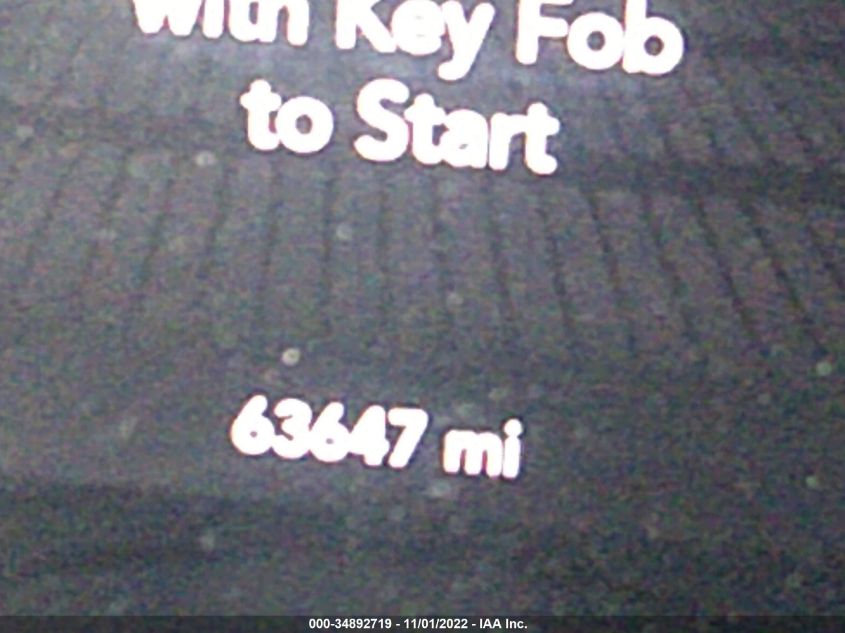 with Key Fob
to Start
63647 mi
000-34892719 - 11/01/2022 - IAA Inc.